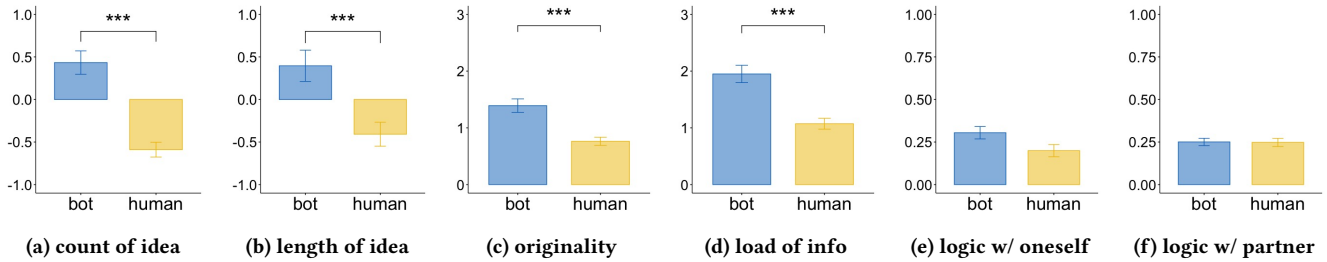 1.0
0.5
0.0
-0.5
-1.0
***
bot human
(a) count of idea
1.0
0.5
0.0
-0.5
-1.0
***
bot human
(b) length of idea
3
2
1
0
***
bot human
(c) originality
3
2
1
0
***
bot human
(d) load of info
1.00
0.75
0.50
0.25
0.00
bot human
(e) logic w/ oneself
1.00
0.75
0.50
0.25
0.00
bot human
(f) logic w/ partner